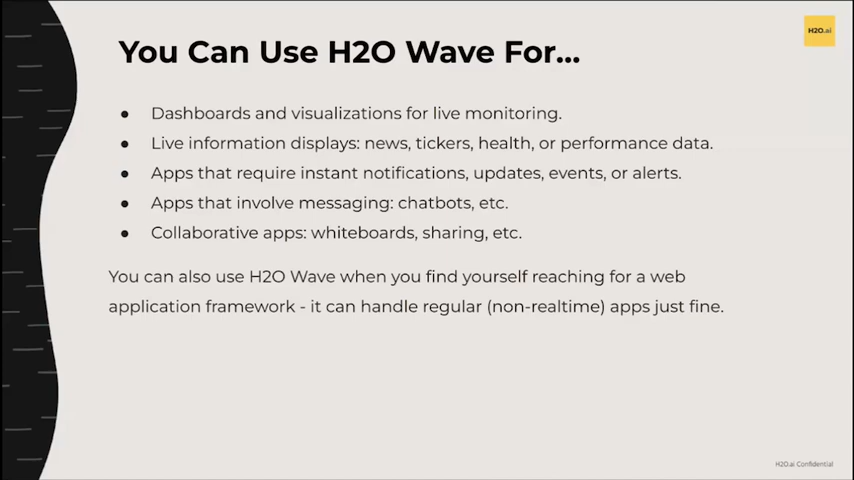 H2O.ai
You Can Use H2O Wave For...
● Dashboards and visualizations for live monitoring.
● Live information displays: news, tickers, health, or performance data.
● Apps that require instant notifications, updates, events, or alerts.
● Apps that involve messaging: chatbots, etc.
● Collaborative apps: whiteboards, sharing, etc.
You can also use H2O Wave when you find yourself reaching for a web
application framework - it can handle regular (non-realtime) apps just fine.
H2O.ai Confidential